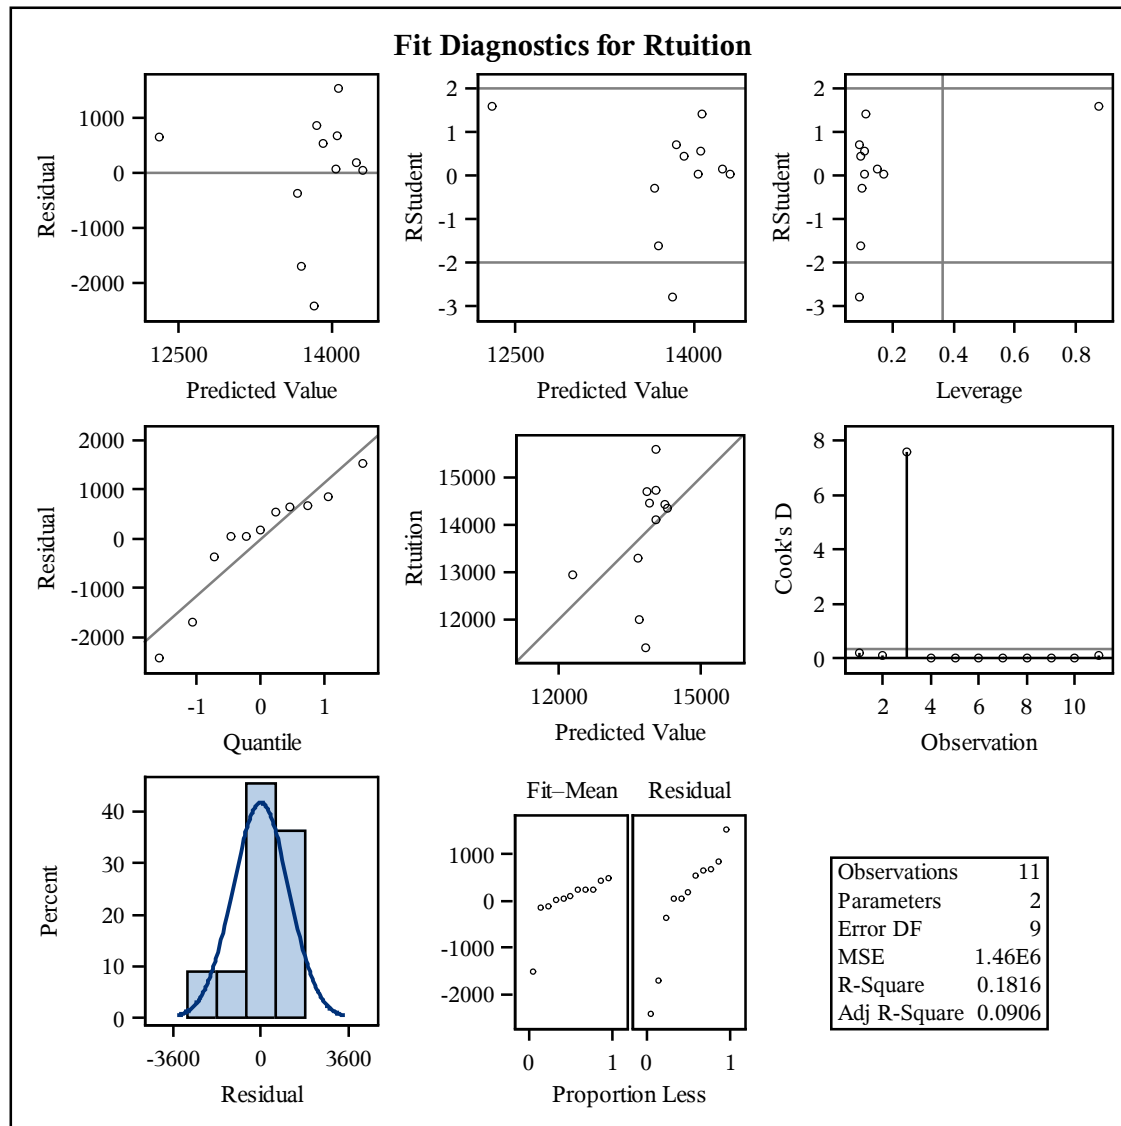 Fit Diagnostics for Rtuition
1000
0
-1000
-2000
Residual
12500 14000
Predicted Value
2
1
0
-1
-2
-3
RStudent
12500 14000
Predicted Value
2
1
0
-1
-2
-3
RStudent
0.2 0.4 0.6 0.8
Leverage
2000
1000
0
-1000
-2000
Residual
-1 0 1
Quantile
15000
14000
13000
12000
Rtuition
12000 15000
Predicted Value
8
6
4
2
0
Cook's D
2 4 6 8 10
Observation
40
30
20
10
0
Percent
-3600 0 3600
Residual
Fit–Mean Residual
1000
0
-1000
-2000
0 1 0 1
Proportion Less
Observations 11
Parameters 2
Error DF 9
MSE 1.46E6
R-Square 0.1816
Adj R-Square 0.0906